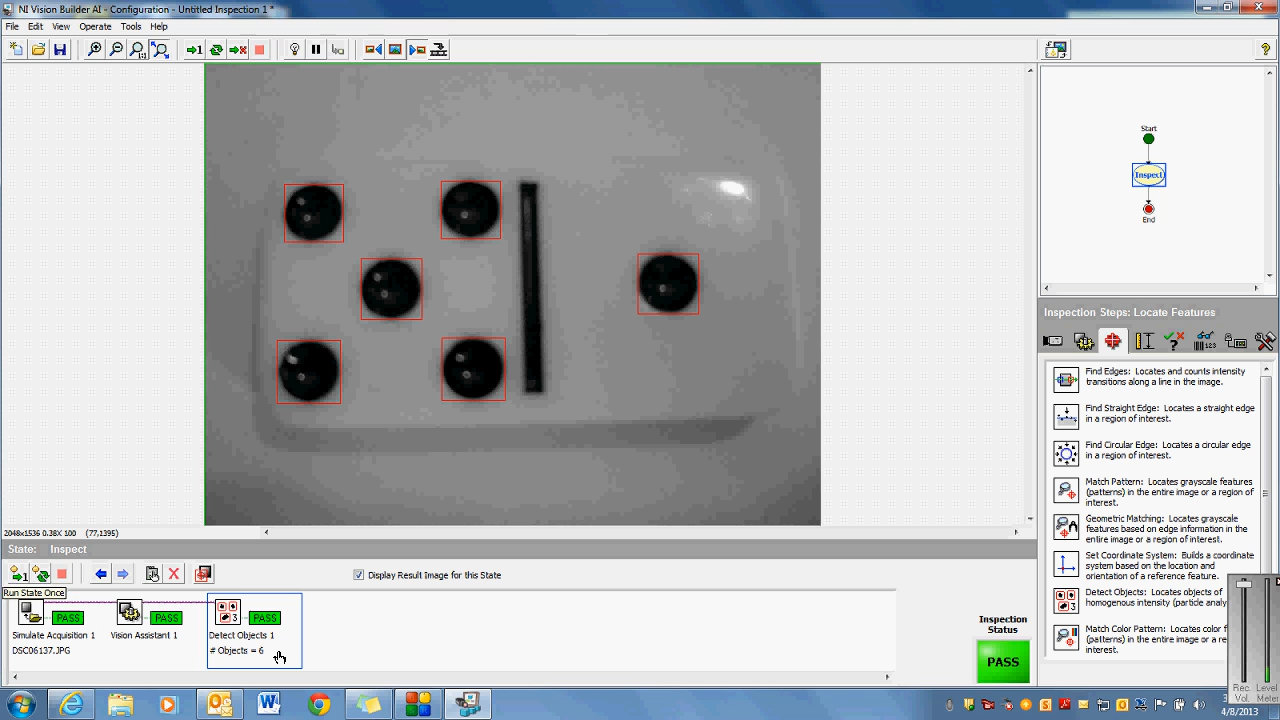 NI Vision Builder AI - Configuration - Untitled Inspection 1 *
File Edit View Operate Tools Help
Start
Inspect
End
Inspection Steps: Locate Features
Find Edges: Locates and counts intensity
transitions along a line in the image.
Find Straight Edge: Locates a straight edge
in a region of interest.
Find Circular Edge: Locates a circular edge
in a region of interest.
Match Pattern: Locates grayscale features
(patterns) in the entire image or a region of
interest.
Geometric Matching: Locates grayscale
features based on edge information in the
entire image or a region of interest.
Set Coordinate System: Builds a coordinate
system based on the location and
orientation of a reference feature.
Detect Objects: Locates objects of
homogenous intensity (particle analy
Match Color Pattern: Locates color f
(patterns) in the entire image or a re
interest.
2048x1536 0.38X 100 (77,1395)
State: Inspect
Display Result Image for this State
Run State Once
PASS PASS PASS
Simulate Acquisition 1 Vision Assistant 1 Detect Objects 1
DSC06137.JPG # Objects = 6
Inspection
Status
PASS
Rec. Level
Vol. Meter
4/8/2013